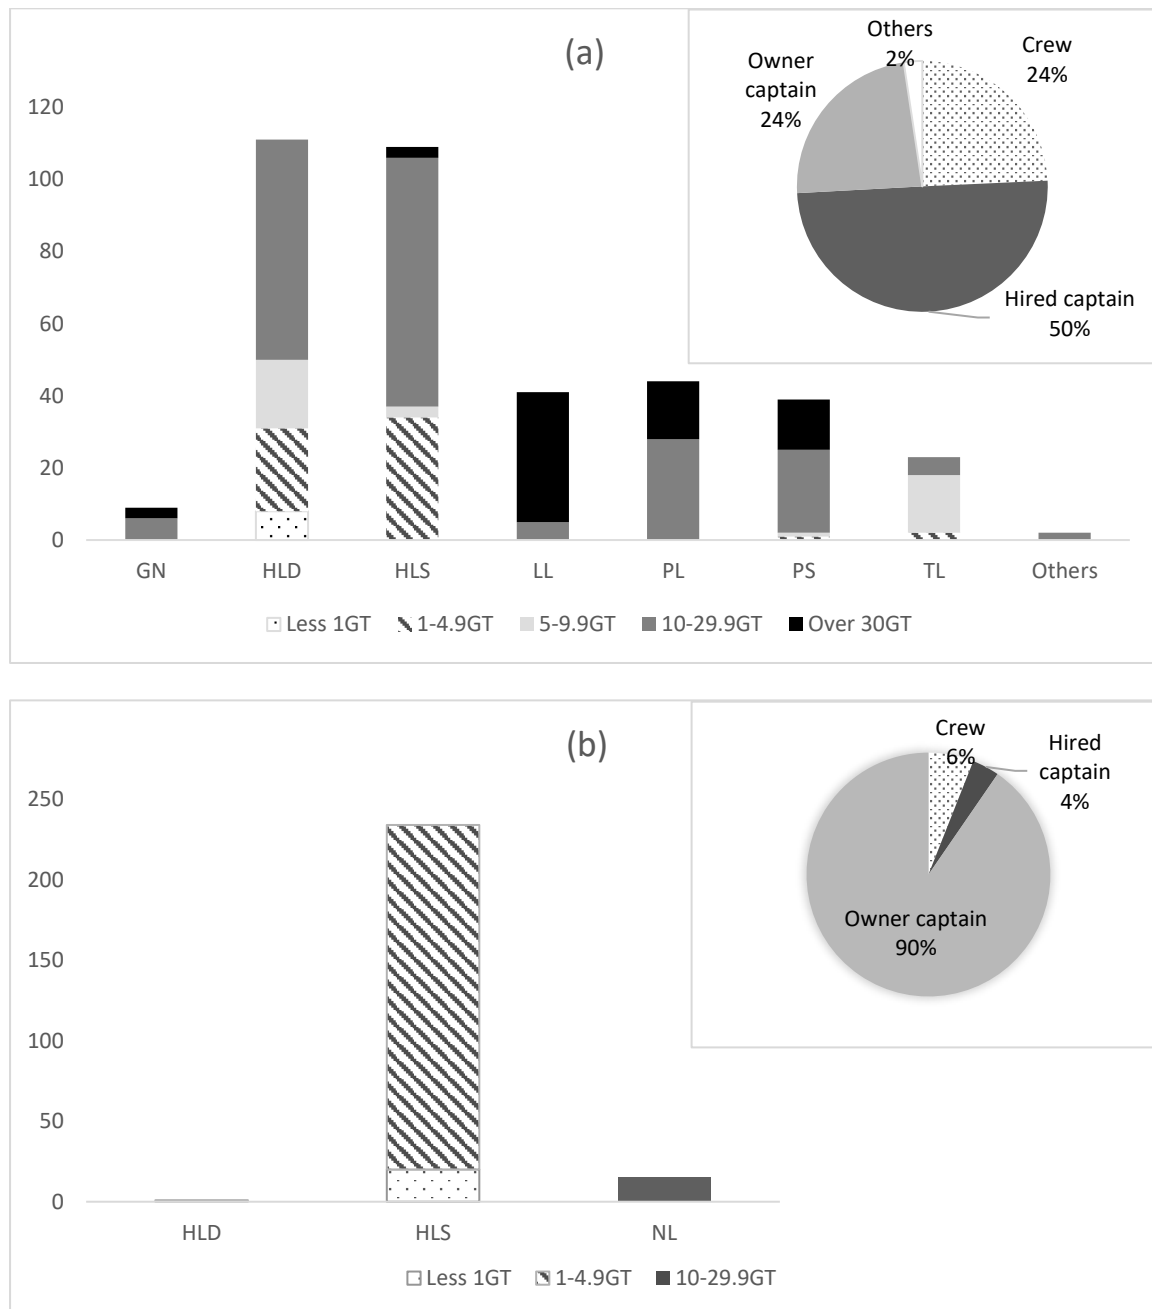 (a)
120
100
80
60
40
20
0
GN HLD HLS LL PL PS TL Others
Less 1GT 1-4.9GT 5-9.9GT 10-29.9GT Over 30GT
Others
2%
Crew
24%
Owner
captain
24%
Hired captain
50%
(b)
250
200
150
100
50
0
HLD HLS NL
Less 1GT 1-4.9GT 10-29.9GT
Crew
6%
Hired
captain
4%
Owner captain
90%